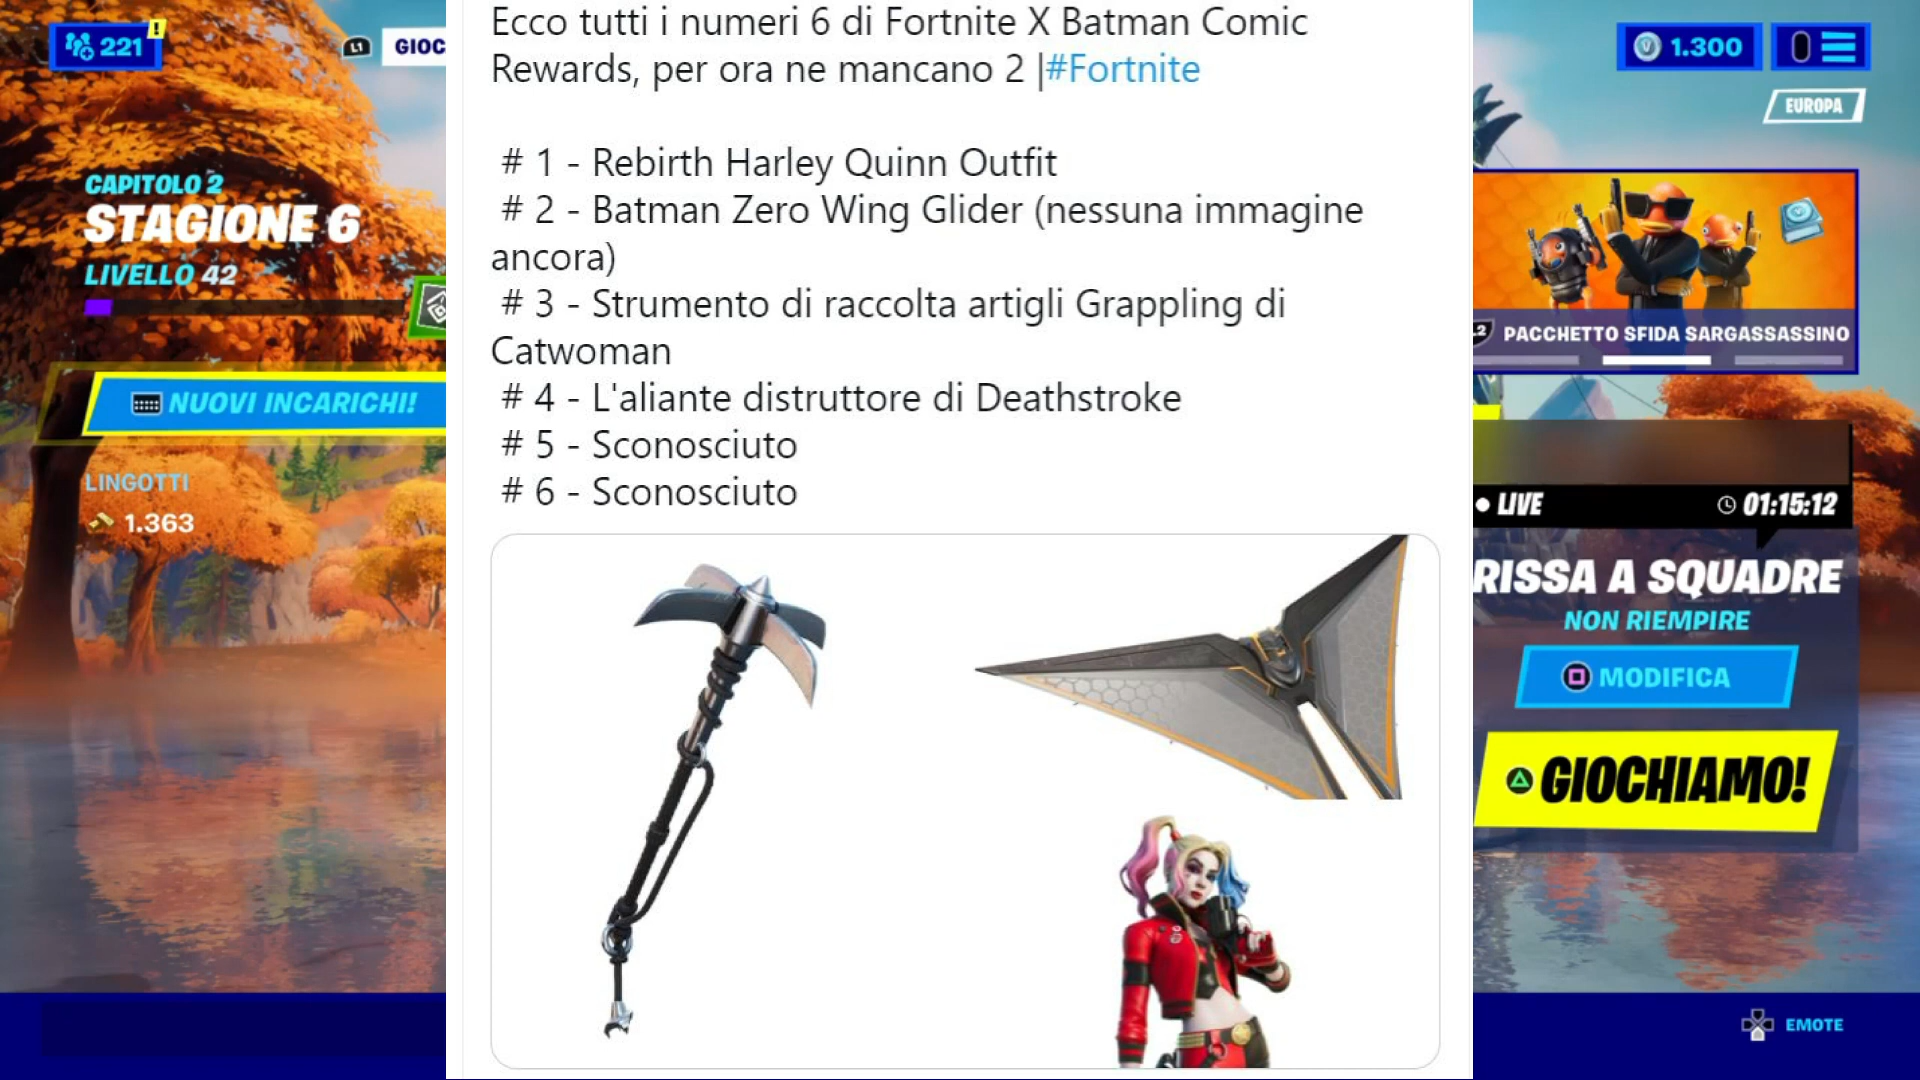 221
!
L1
GIOC
CAPITOLO 2
STAGIONE 6
LIVELLO 42
NUOVI INCARICHI!
LINGOTTI
1.363
Ecco tutti i numeri 6 di Fortnite X Batman Comic
Rewards, per ora ne mancano 2 |#Fortnite
# 1 - Rebirth Harley Quinn Outfit
# 2 - Batman Zero Wing Glider (nessuna immagine
ancora)
# 3 - Strumento di raccolta artigli Grappling di
Catwoman
# 4 - L'aliante distruttore di Deathstroke
# 5 - Sconosciuto
# 6 - Sconosciuto
V 1.300
EUROPA
PACCHETTO SFIDA SARGASSASSINO
LIVE
01:15:12
RISSA A SQUADRE
NON RIEMPIRE
MODIFICA
GIOCHIAMO!
EMOTE